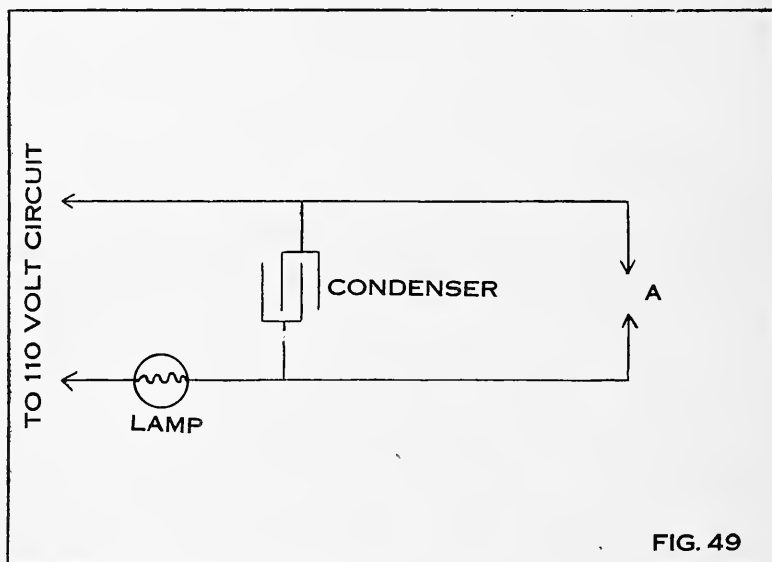 TO 110 VOLT CIRCUIT
CONDENSER
A
LAMP
FIG. 49